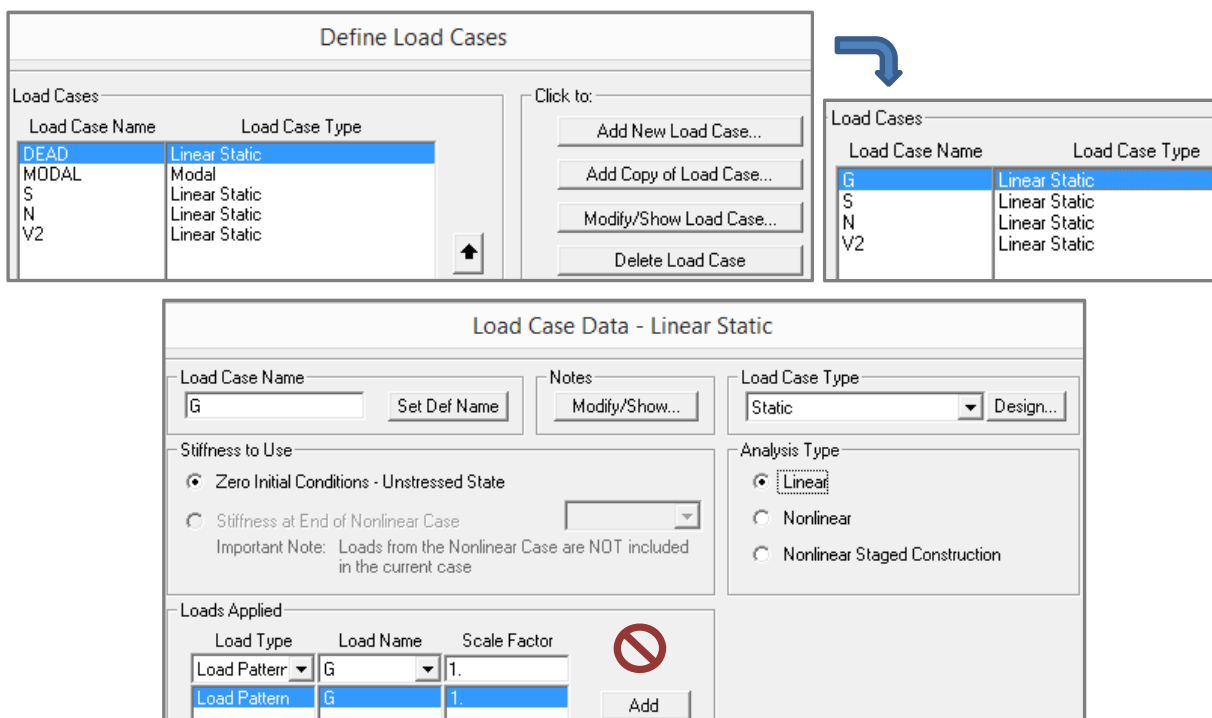 Define Load Cases
Load Cases
Load Case Name Load Case Type
DEAD Linear Static
MODAL Modal
S Linear Static
N Linear Static
V2 Linear Static
Click to:
Add New Load Case...
Add Copy of Load Case...
Modify/Show Load Case...
Delete Load Case
Load Cases
Load Case Name Load Case Type
G Linear Static
S Linear Static
N Linear Static
V2 Linear Static
Load Case Data - Linear Static
Load Case Name
G Set Def Name
Notes
Modify/Show...
Load Case Type
Static Design...
Stiffness to Use
Zero Initial Conditions - Unstressed State
Stiffness at End of Nonlinear Case
Important Note: Loads from the Nonlinear Case are NOT included
in the current case
Analysis Type
Linear
Nonlinear
Nonlinear Staged Construction
Loads Applied
Load Type Load Name Scale Factor
Load Patterr G 1.
Load Pattern G 1.
Add